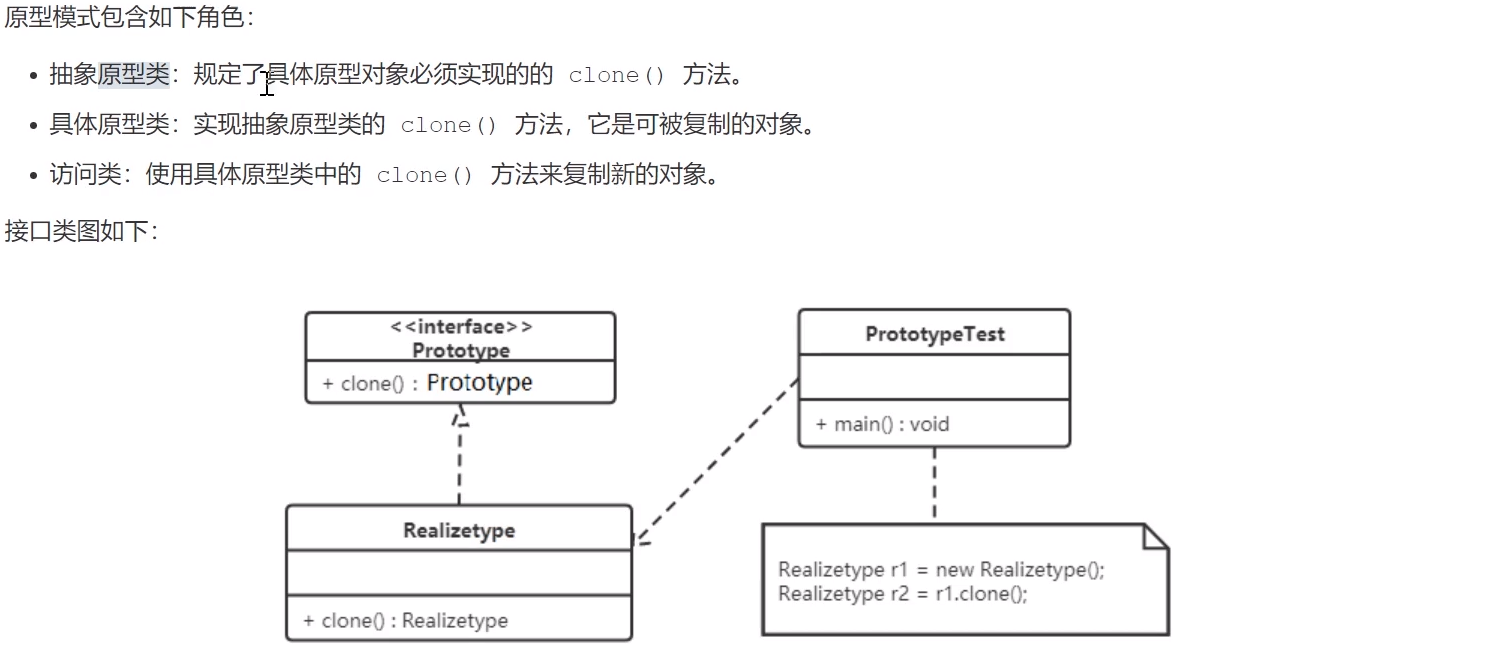 原型模式包含如下角色：
• 抽象原型类：规定了具体原型对象必须实现的的 clone() 方法。
• 具体原型类：实现抽象原型类的 clone() 方法，它是可被复制的对象。
• 访问类：使用具体原型类中的 clone() 方法来复制新的对象。
接口类图如下：
<<interface>>
Prototype
+ clone() : Prototype
PrototypeTest
+ main() : void
Realizetype
+ clone() : Realizetype
Realizetype r1 = new Realizetype();
Realizetype r2 = r1.clone();